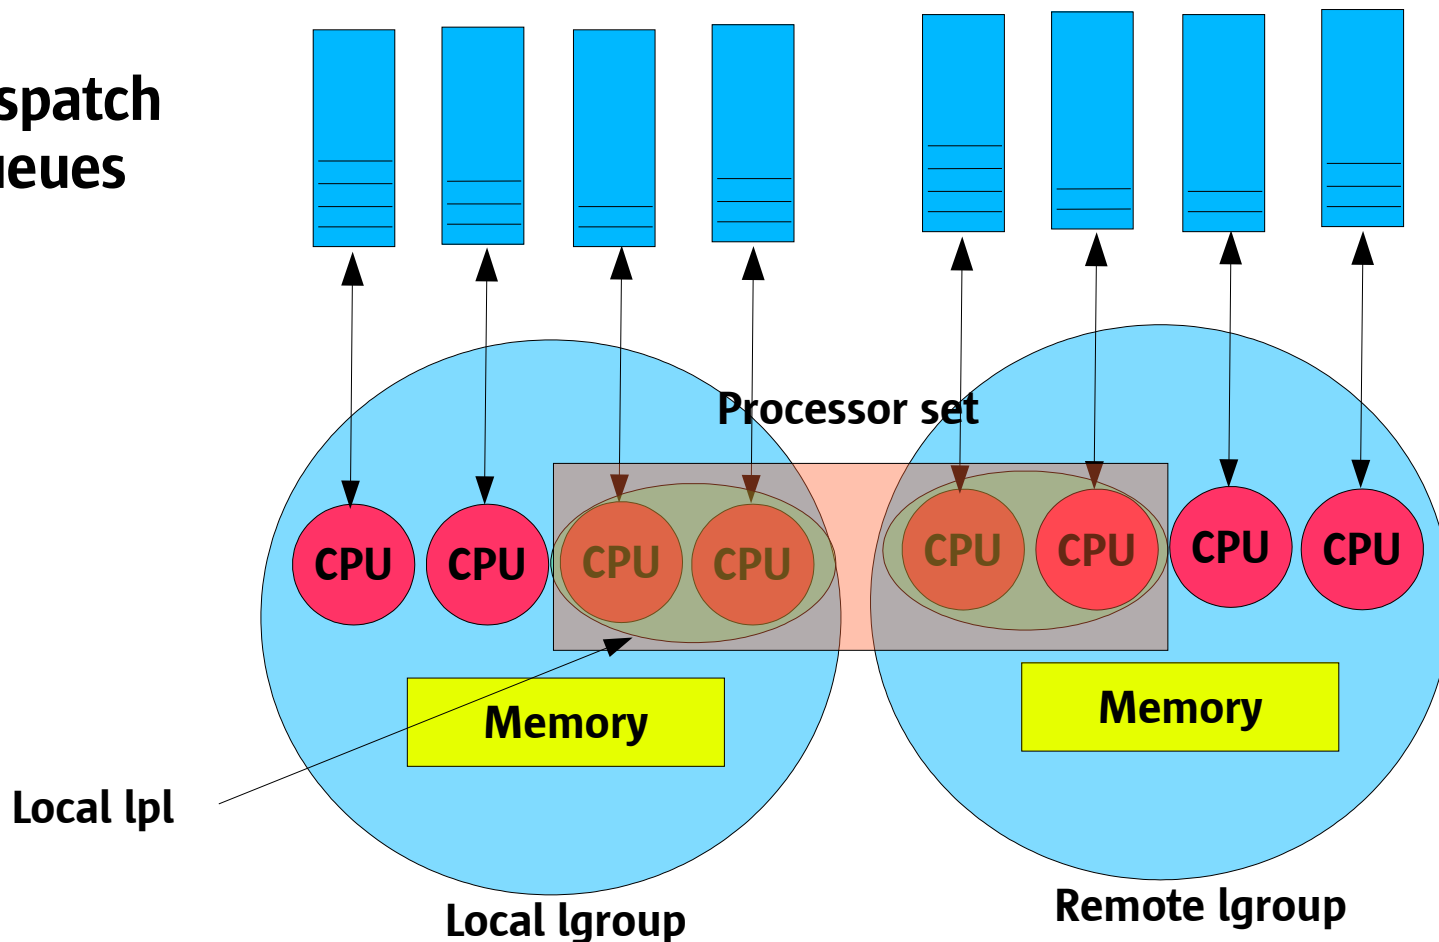 spatch
ueues
Processor set
CPU CPU CPU CPU CPU CPU CPU CPU
Memory Memory
Local lpl
Local lgroup Remote lgroup